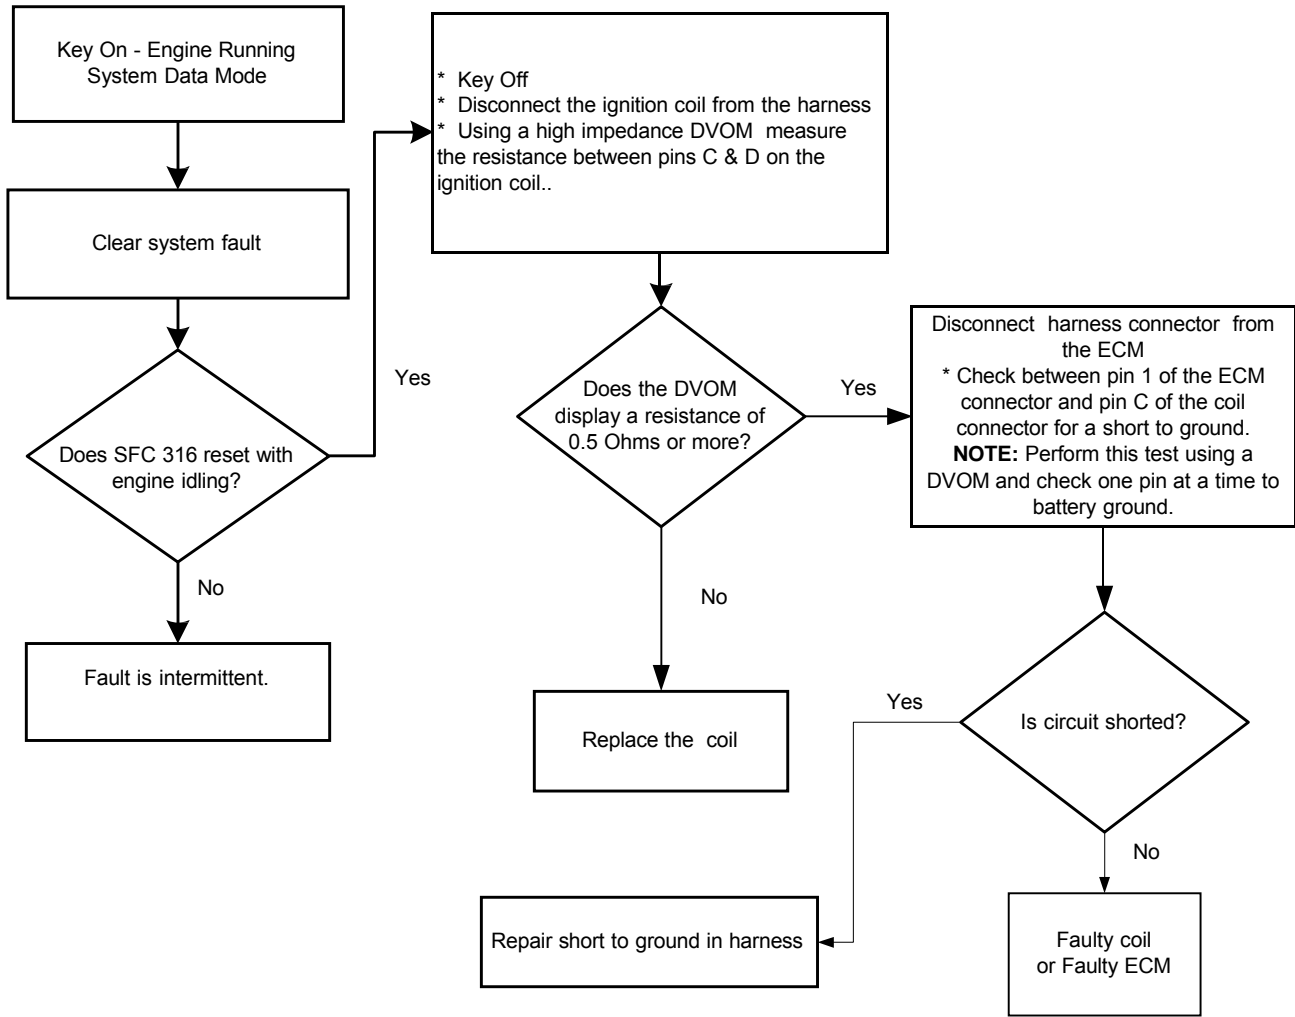 Key On - Engine Running
System Data Mode
Clear system fault
Does SFC 316 reset with
engine idling?
Yes
No
Fault is intermittent.
* Key Off
* Disconnect the ignition coil from the harness
* Using a high impedance DVOM measure
the resistance between pins C & D on the
ignition coil..
Does the DVOM
display a resistance of
0.5 Ohms or more?
Yes
No
Replace the coil
Disconnect harness connector from
the ECM
* Check between pin 1 of the ECM
connector and pin C of the coil
connector for a short to ground.
NOTE: Perform this test using a
DVOM and check one pin at a time to
battery ground.
Is circuit shorted?
Yes
No
Repair short to ground in harness
Faulty coil
or Faulty ECM